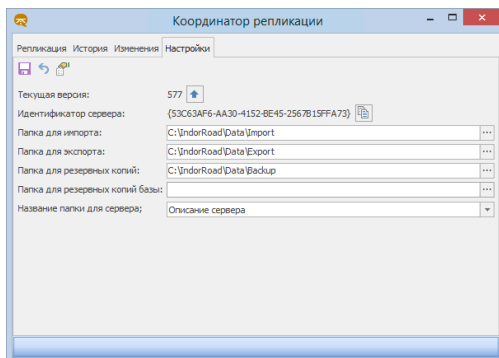 Координатор репликации
Репликация История Изменения Настройки
Текущая версия: 577
Идентификатор сервера: {53C63AF6-AA30-4152-BE45-2567B15FFA73}
Папка для импорта: C:\IndorRoad\Data\Import
Папка для экспорта: C:\IndorRoad\Data\Export
Папка для резервных копий: C:\IndorRoad\Data\Backup
Папка для резервных копий базы:
Название папки для сервера; Описание сервера